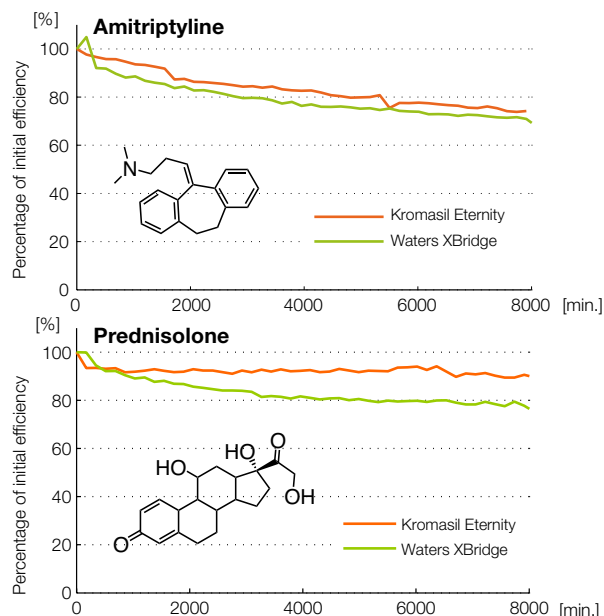 [%]
Amitriptyline
100
80
60
40
20
0
Percentage of initial efficiency
N
Kromasil Eternity
Waters XBridge
0
2000
4000
6000
8000
[min.]
[%]
Prednisolone
100
80
60
40
20
0
Percentage of initial efficiency
O
HO
HO
OH
O
Kromasil Eternity
Waters XBridge
0
2000
4000
6000
8000
[min.]